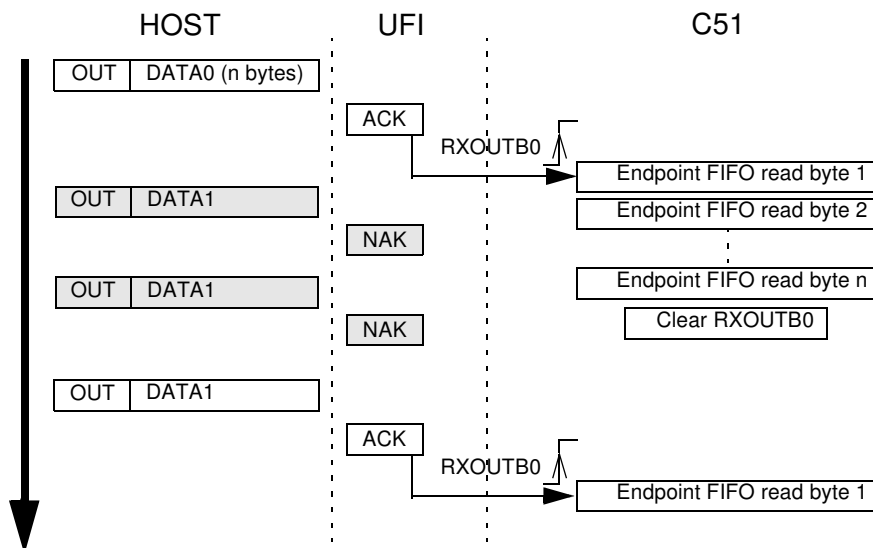 HOST UFI C51
OUT DATA0 (n bytes)
ACK
RXOUTB0
Endpoint FIFO read byte 1
OUT DATA1
Endpoint FIFO read byte 2
NAK
OUT DATA1
Endpoint FIFO read byte n
NAK
Clear RXOUTB0
OUT DATA1
ACK
RXOUTB0
Endpoint FIFO read byte 1